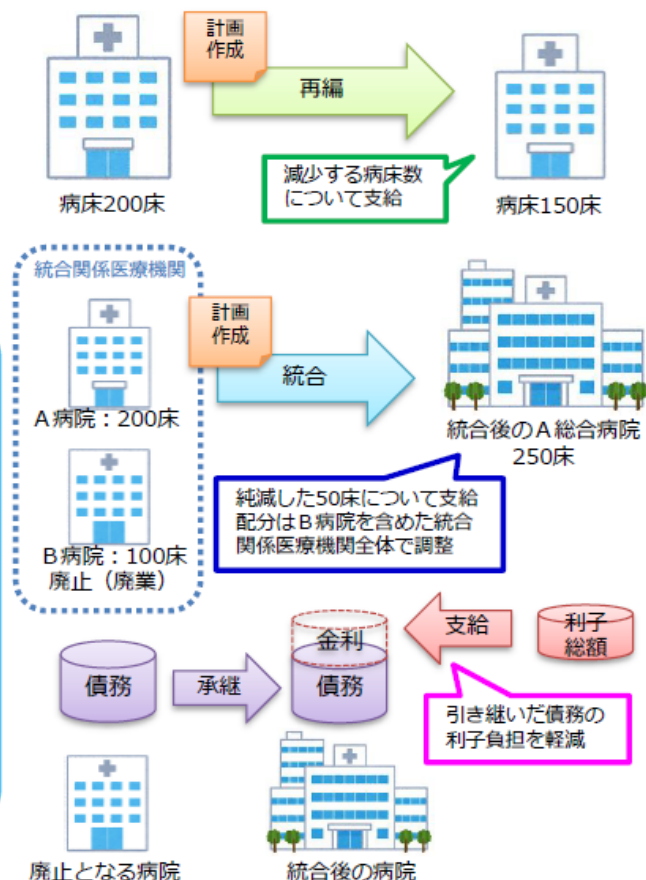 計画
作成
再編
減少する病床数
について支給
病床200床
病床150床
統合関係医療機関
計画
作成
統合
A病院：200床
統合後のA総合病院
250床
B病院：100床
廃止（廃業）
純減した50床について支給
配分はB病院を含めた統合
関係医療機関全体で調整
債務
承継
金利
債務
支給
利子
総額
引き継いだ債務の
利子負担を軽減
廃止となる病院
統合後の病院